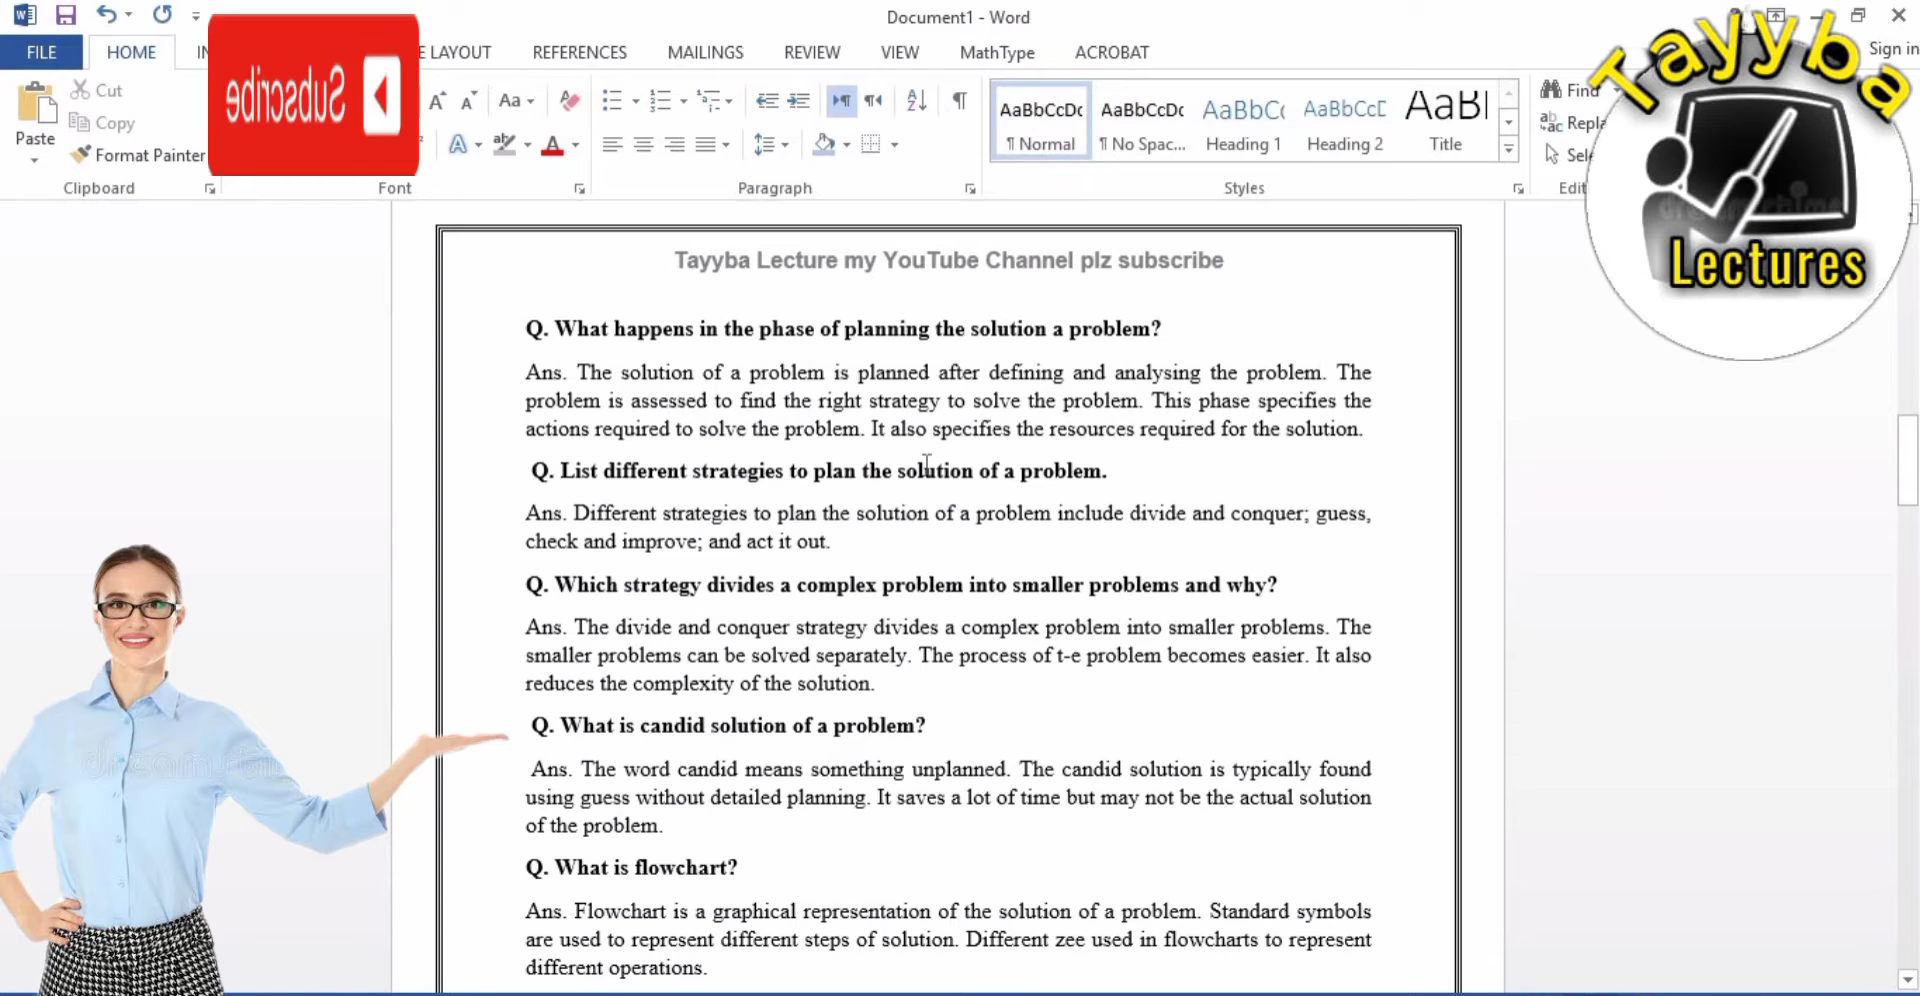 Document1 - Word
Sign in
FILE
HOME
IN
E LAYOUT
REFERENCES
MAILINGS
REVIEW
VIEW
MathType
ACROBAT
Subscribe
Tayyba
Lectures
Paste
Cut
Copy
Format Painter
Clipboard
Font
Paragraph
AaBbCcDc
¶ Normal
AaBbCcDc
¶ No Spac...
AaBbC
Heading 1
AaBbCcD
Heading 2
AaB
Title
Styles
Find
Repla
Sele
Edit
Tayyba Lecture my YouTube Channel plz subscribe
Q. What happens in the phase of planning the solution a problem?
Ans. The solution of a problem is planned after defining and analysing the problem. The
problem is assessed to find the right strategy to solve the problem. This phase specifies the
actions required to solve the problem. It also specifies the resources required for the solution.
Q. List different strategies to plan the solution of a problem.
Ans. Different strategies to plan the solution of a problem include divide and conquer; guess,
check and improve; and act it out.
Q. Which strategy divides a complex problem into smaller problems and why?
Ans. The divide and conquer strategy divides a complex problem into smaller problems. The
smaller problems can be solved separately. The process of t-e problem becomes easier. It also
reduces the complexity of the solution.
Q. What is candid solution of a problem?
Ans. The word candid means something unplanned. The candid solution is typically found
using guess without detailed planning. It saves a lot of time but may not be the actual solution
of the problem.
Q. What is flowchart?
Ans. Flowchart is a graphical representation of the solution of a problem. Standard symbols
are used to represent different steps of solution. Different zee used in flowcharts to represent
different operations.